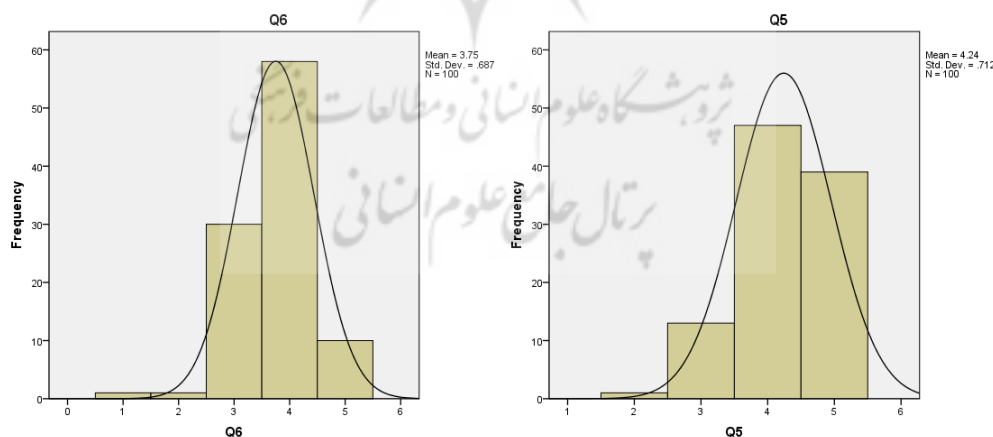 Q6
Mean = 3.75
Std. Dev. = .687
N = 100
Frequency
60
50
40
30
20
10
0
0 1 2 3 4 5 6
Q6
Q5
Mean = 4.24
Std. Dev. = .712
N = 100
Frequency
60
50
40
30
20
10
0
1 2 3 4 5 6
Q5
پژوهشگاه علوم انسانی و مطالعات فرهنگی
پرتال جامع علوم انسانی